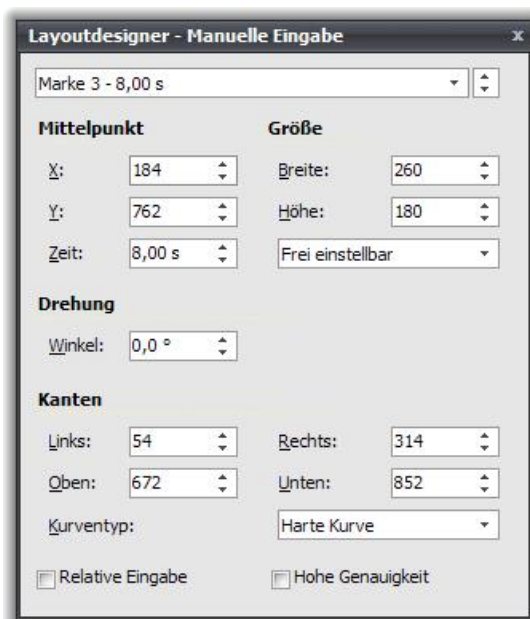 Layoutdesigner - Manuelle Eingabe x
Marke 3 - 8,00 s
Mittelpunkt Größe
X: 184 Breite: 260
Y: 762 Höhe: 180
Zeit: 8,00 s Frei einstellbar
Drehung
Winkel: 0,0 °
Kanten
Links: 54 Rechts: 314
Oben: 672 Unten: 852
Kurventyp: Harte Kurve
Relative Eingabe Hohe Genauigkeit